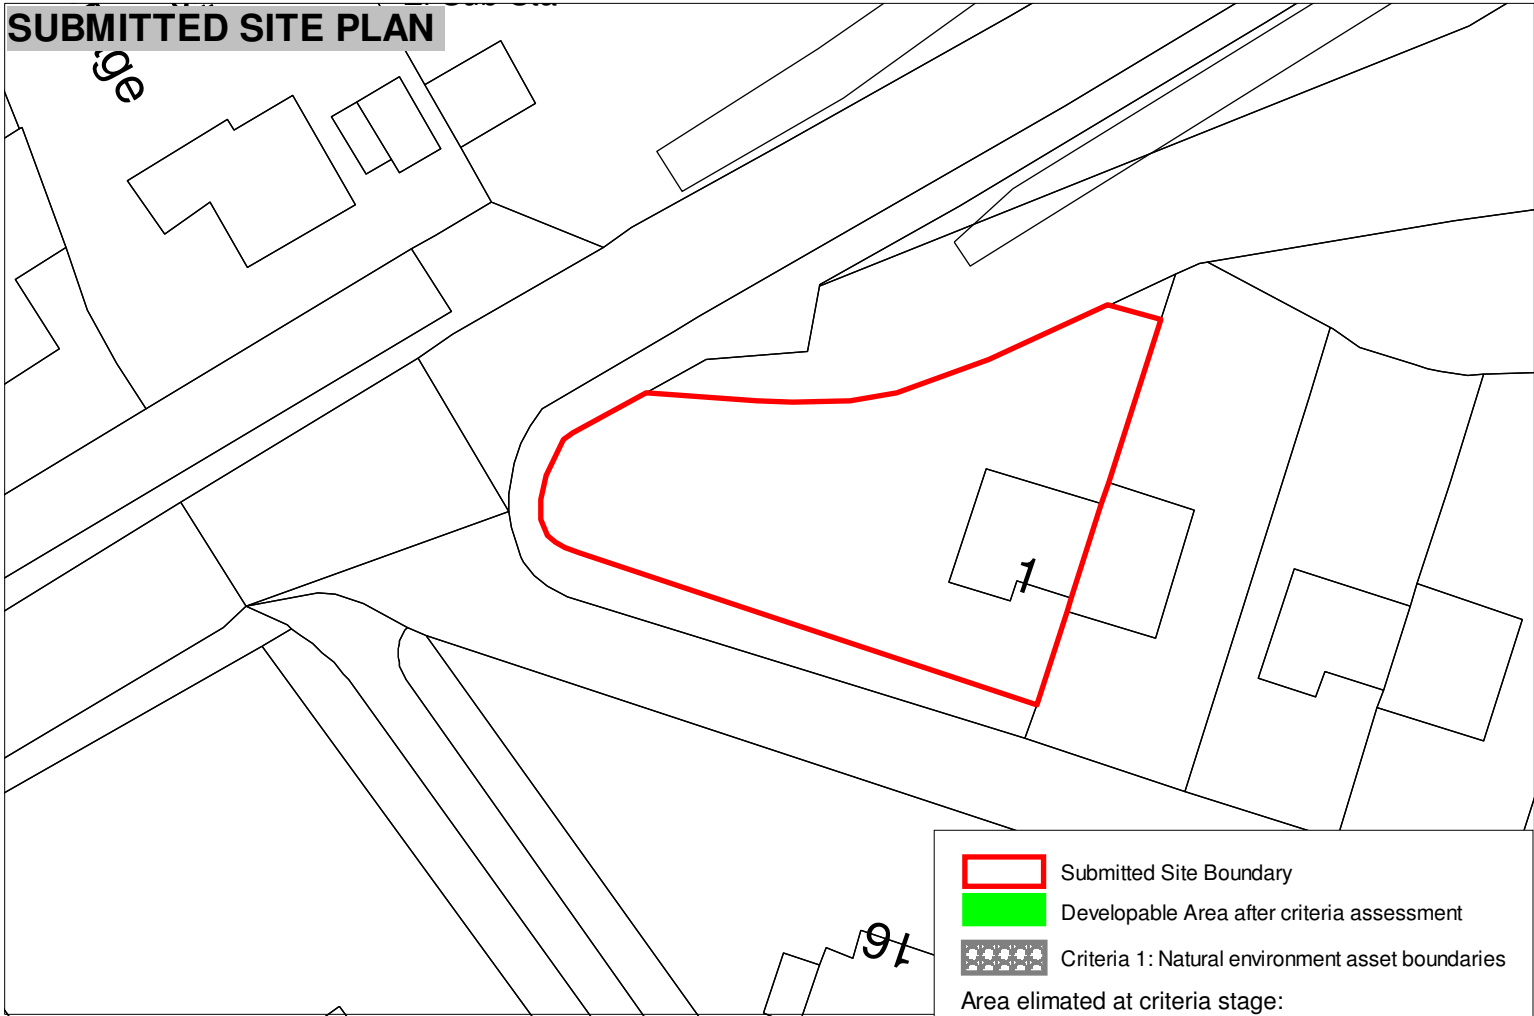 SUBMITTED SITE PLAN
1
16
Submitted Site Boundary
Developable Area after criteria assessment
Criteria 1: Natural environment asset boundaries
Area elimated at criteria stage: